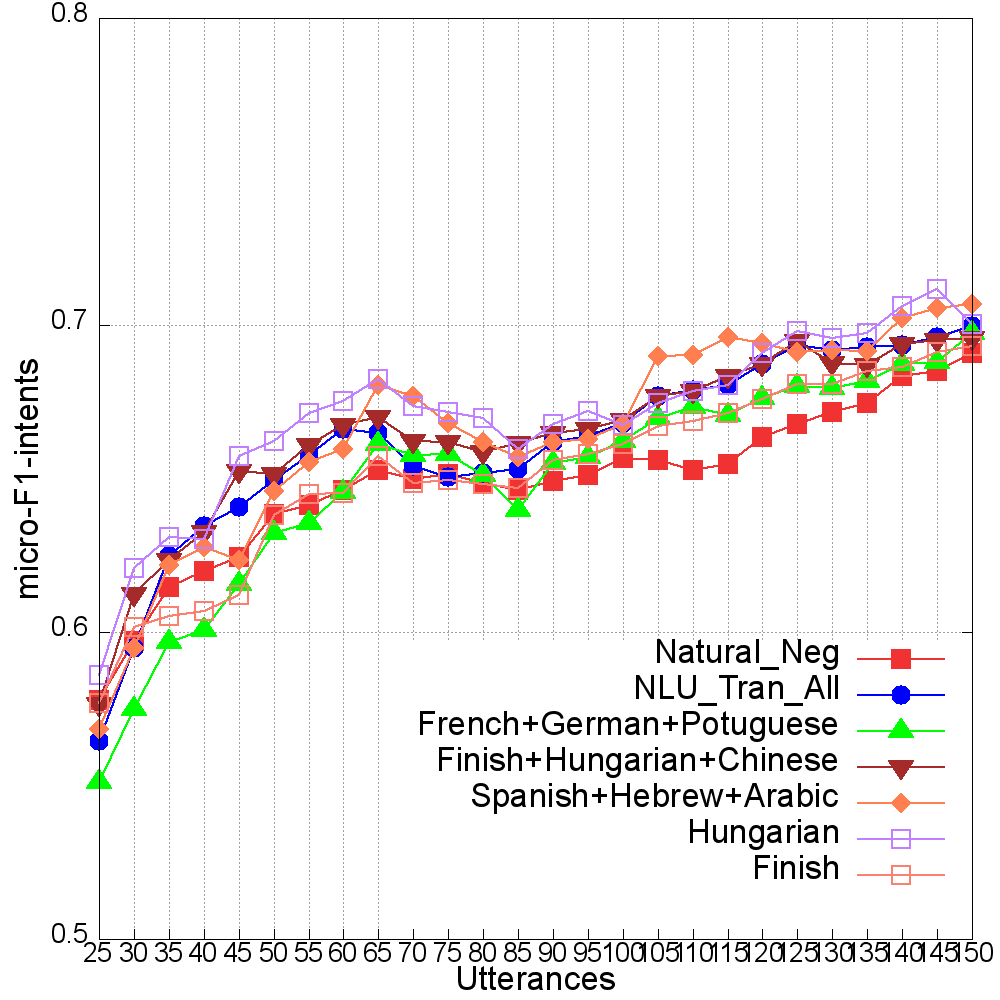 0.8
0.7
0.6
0.5
micro-F1-intents
Natural_Neg
NLU_Tran_All
French+German+Potuguese
Finish+Hungarian+Chinese
Spanish+Hebrew+Arabic
Hungarian
Finish
25 30 35 40 45 50 55 60 65 70 75 80 85 90 95 100 105 110 115 120 125 130 135 140 145 150
Utterances